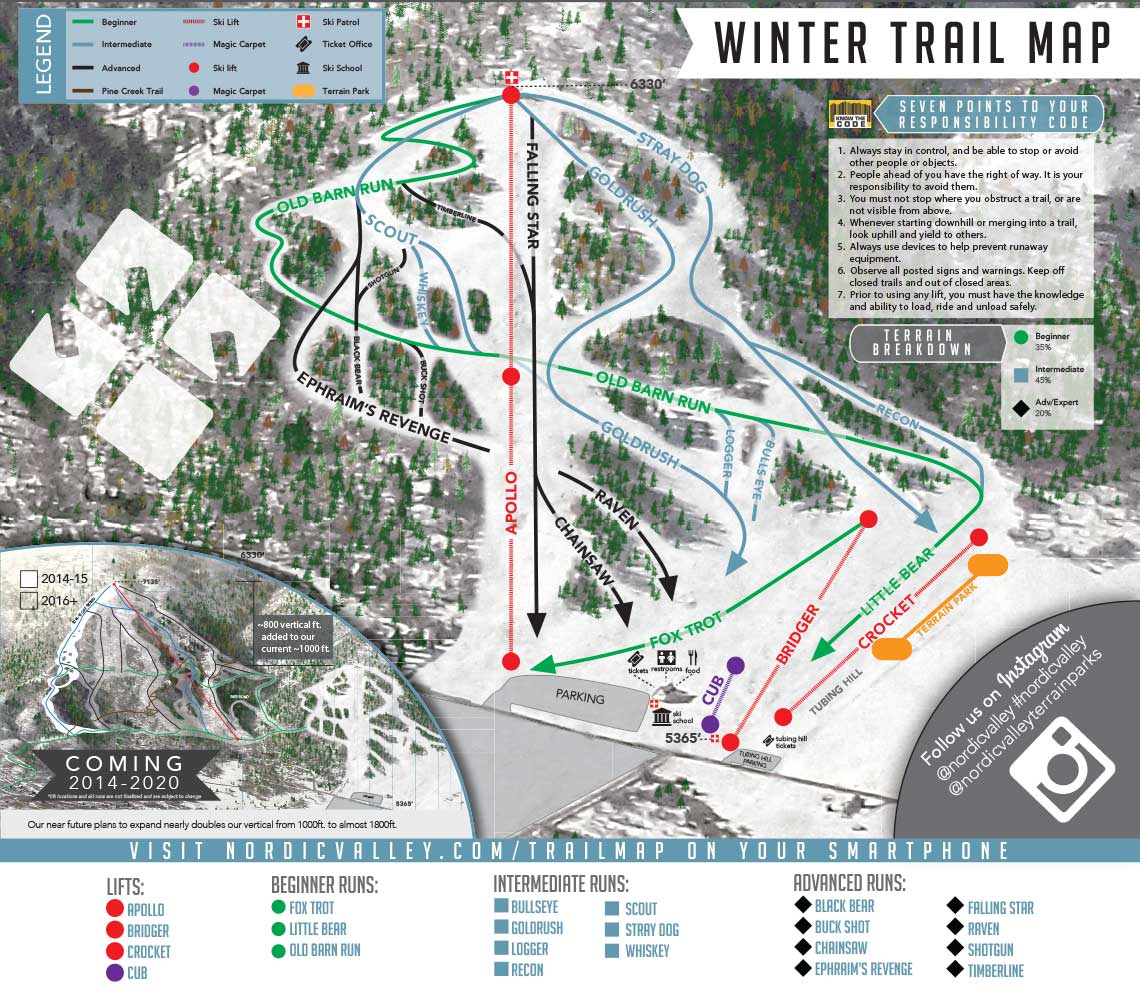 LEGEND
Beginner
Intermediate
Advanced
Pine Creek Trail
Ski Lift
Magic Carpet
Ski lift
Magic Carpet
Ski Patrol
Ticket Office
Ski School
Terrain Park
WINTER TRAIL MAP
6330'
KNOW THE CODE
SEVEN POINTS TO YOUR
RESPONSIBILITY CODE
1. Always stay in control, and be able to stop or avoid
other people or objects.
2. People ahead of you have the right of way. It is your
responsibility to avoid them.
3. You must not stop where you obstruct a trail, or are
not visible from above.
4. Whenever starting downhill or merging into a trail,
look uphill and yield to others.
5. Always use devices to help prevent runaway
equipment.
6. Observe all posted signs and warnings. Keep off
closed trails and out of closed areas.
7. Prior to using any lift, you must have the knowledge
and ability to load, ride and unload safely.
TERRAIN
BREAKDOWN
Beginner
35%
Intermediate
45%
Adv/Expert
20%
STRAY DOG
GOLDRUSH
FALLING STAR
OLD BARN RUN
TIMBERLINE
SCOUT
SHOTGUN
WHISKEY
BLACK BEAR
BUCK SHOT
EPHRAIM'S REVENGE
OLD BARN RUN
RECON
GOLDRUSH
LOGGER
BULLS EYE
APOLLO
RAVEN
CHAINSAW
LITTLE BEAR
FOX TROT
BRIDGER
CROCKET
TERRAIN PARK
TUBING HILL
CUB
tickets
restrooms
food
PARKING
ski
school
5365'
tubing hill
tickets
TUBING HILL
PARKING
6330'
2014-15
2016+
7135'
~800 vertical ft.
added to our
current ~1000 ft.
COMING
2014-2020
*lift locations and ski runs are not finalized and are subject to change
5365'
Our near future plans to expand nearly doubles our vertical from 1000ft. to almost 1800ft.
Follow us on Instagram
@nordicvalley #nordicvalley
@nordicvalleyterrainparks
VISIT NORDICVALLEY.COM/TRAILMAP ON YOUR SMARTPHONE
LIFTS:
APOLLO
BRIDGER
CROCKET
CUB
BEGINNER RUNS:
FOX TROT
LITTLE BEAR
OLD BARN RUN
INTERMEDIATE RUNS:
BULLSEYE
GOLDRUSH
LOGGER
RECON
SCOUT
STRAY DOG
WHISKEY
ADVANCED RUNS:
BLACK BEAR
BUCK SHOT
CHAINSAW
EPHRAIM'S REVENGE
FALLING STAR
RAVEN
SHOTGUN
TIMBERLINE